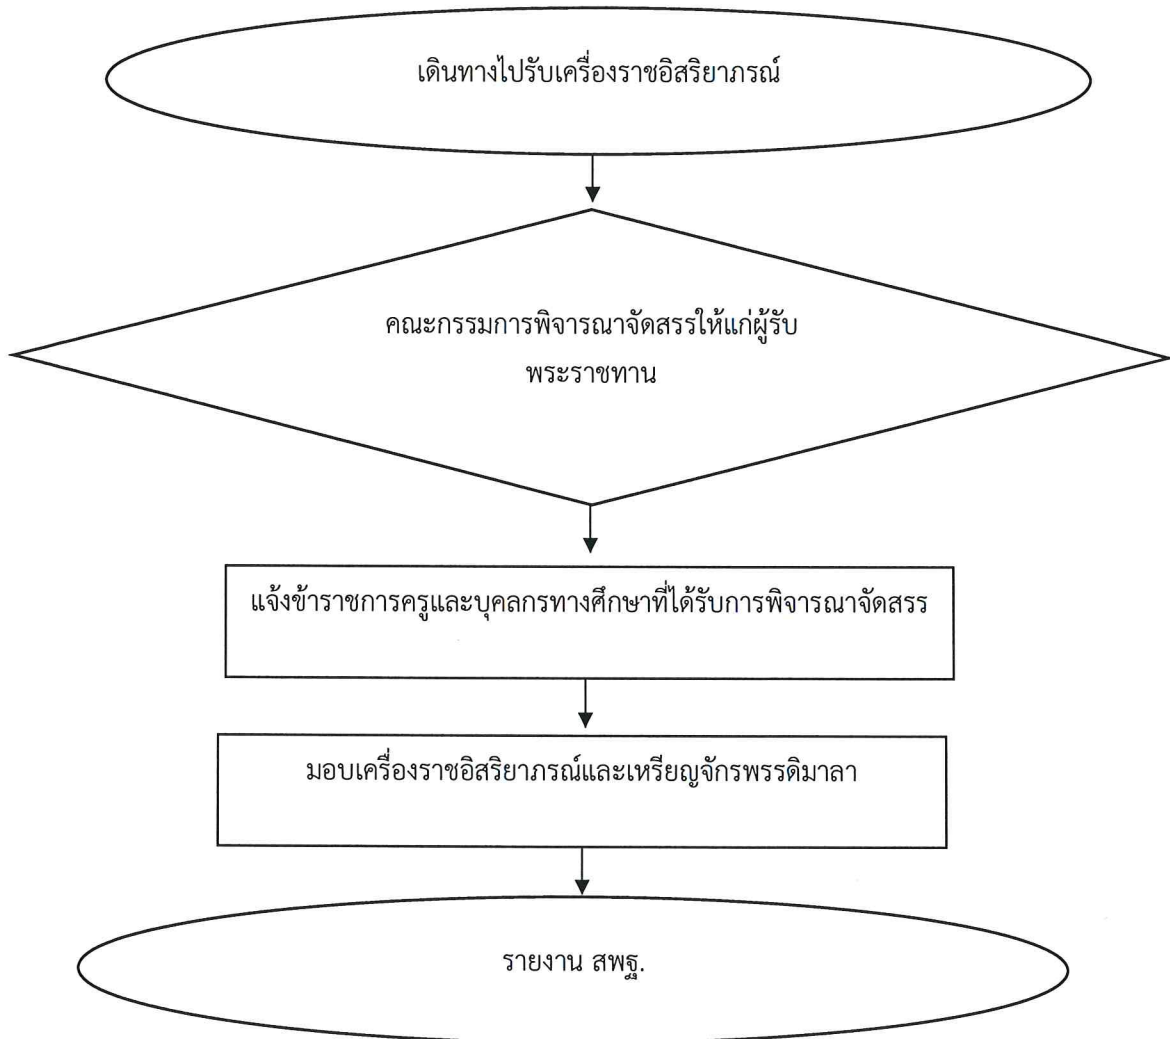 เดินทางไปรับเครื่องราชอิสริยาภรณ์
คณะกรรมการพิจารณาจัดสรรให้แก่ผู้รับ
พระราชทาน
แจ้งข้าราชการครูและบุคลากรทางศึกษาที่ได้รับการพิจารณาจัดสรร
มอบเครื่องราชอิสริยาภรณ์และเหรียญจักรพรรดิมาลา
รายงาน สพฐ.